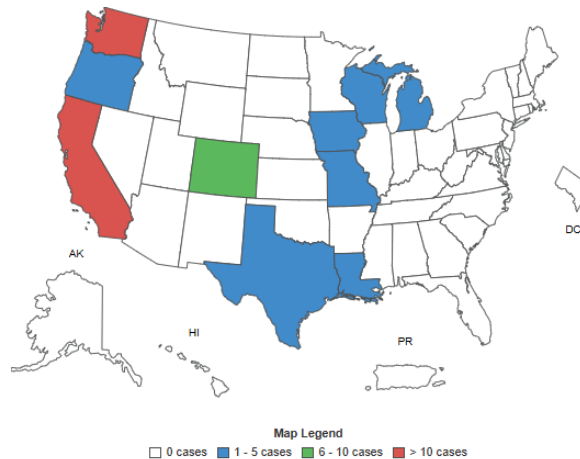 DC
AK
HI
PR
Map Legend
0 cases 1 - 5 cases 6 - 10 cases > 10 cases